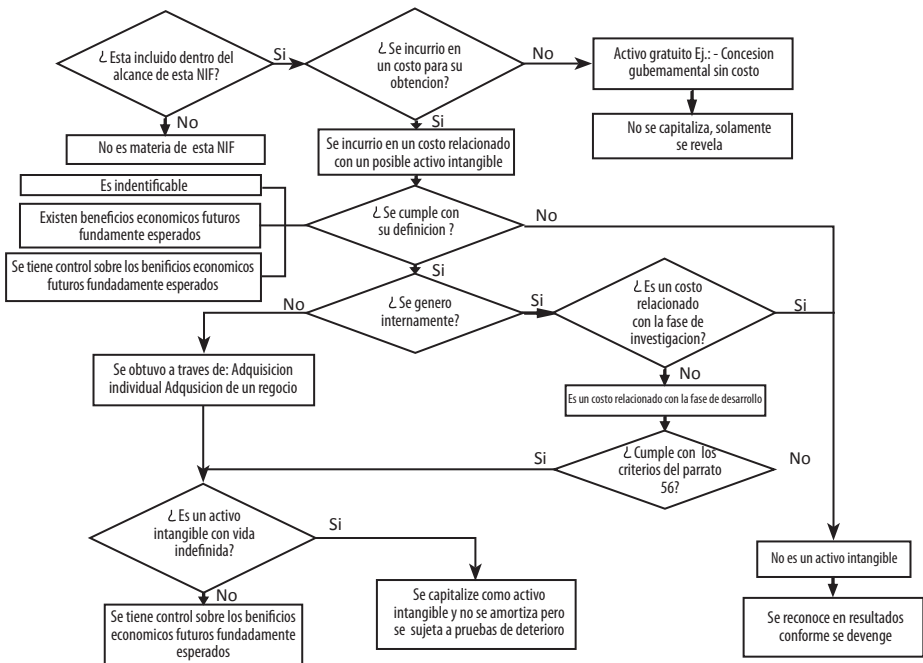 ¿ Esta incluido dentro del
alcance de esta NIF?
Si
¿ Se incurrio en
un costo para su
obtencion?
No
Activo gratuito Ej.: - Concesion
gubemamental sin costo
No
No es materia de esta NIF
Si
Se incurrio en un costo relacionado
con un posible activo intangible
No se capitaliza, solamente
se revela
Es indentificable
Existen beneficios economicos futuros
fundamente esperados
Se tiene control sobre los benificios economicos
futuros fundadamente esperados
¿ Se cumple con
su definicion ?
No
Si
¿ Se genero
internamente?
No
Si
¿ Es un costo
relacionado
con la fase de
investigacion?
Si
No
Se obtuvo a traves de: Adquisicion
individual Adqusicion de un regocio
Es un costo relacionado con la fase de desarrollo
¿ Cumple con los
criterios del parrato
56?
Si
No
¿ Es un activo
intangible con vida
indefinida?
Si
No
Se tiene control sobre los benificios
economicos futuros fundadamente
esperados
Se capitalize como activo
intangible y no se amortiza pero
se sujeta a pruebas de deterioro
No es un activo intangible
Se reconoce en resultados
conforme se devenge